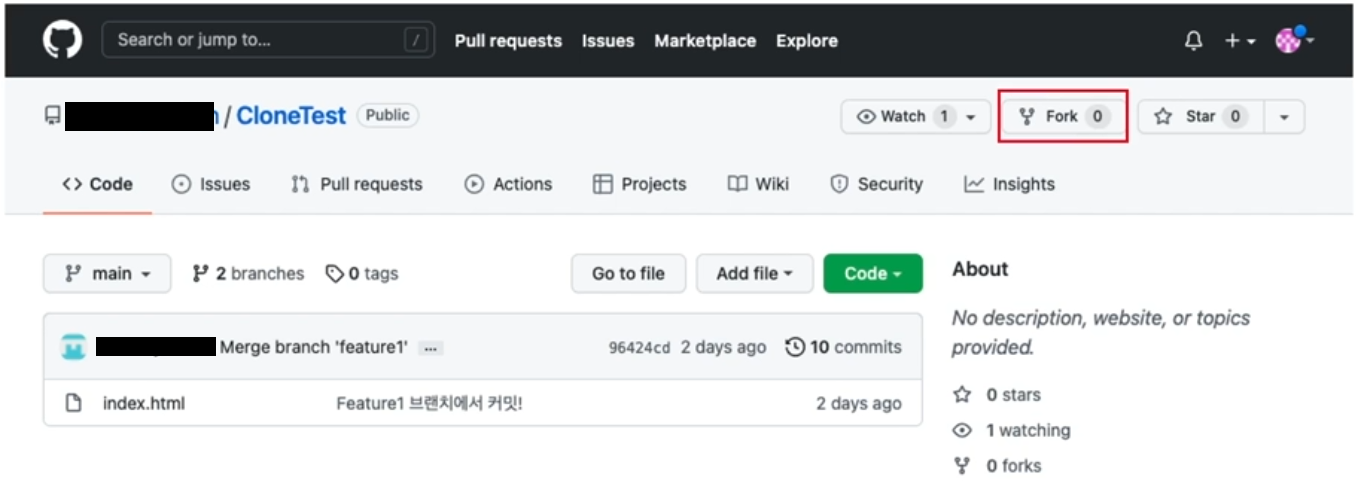 Search or jump to... / Pull requests Issues Marketplace Explore
/ CloneTest Public Watch 1 Fork 0 Star 0
Code Issues Pull requests Actions Projects Wiki Security Insights
main 2 branches 0 tags Go to file Add file Code
Merge branch 'feature1' ... 96424cd 2 days ago 10 commits
index.html Feature1 브랜치에서 커밋! 2 days ago
About
No description, website, or topics
provided.
0 stars
1 watching
0 forks